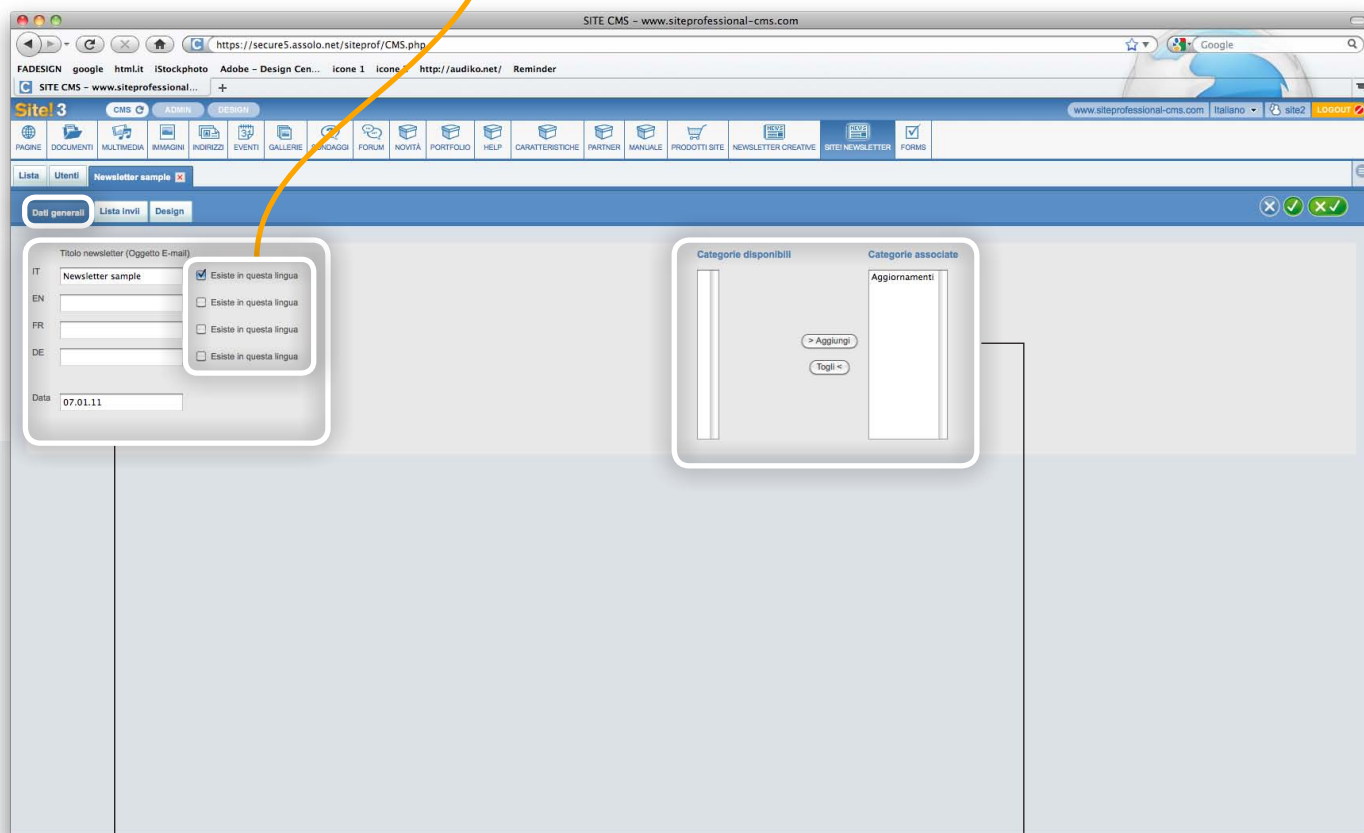 SITE CMS – www.siteprofessional-cms.com
https://secure5.assolo.net/siteprof/CMS.php
Google
FADESIGN google html.it iStockphoto Adobe – Design Cen... icone 1 http://audiko.net/ Reminder
SITE CMS – www.siteprofessional... +
Site! 3 CMS ADMIN DESIGN www.siteprofessional-cms.com Italiano site2 LOGOUT
PAGINE DOCUMENTI MULTIMEDIA IMMAGINI INDIRIZZI EVENTI GALLERIE SONDAGGI FORUM NOVITÀ PORTFOLIO HELP CARATTERISTICHE PARTNER MANUALE PRODOTTI SITE NEWSLETTER CREATIVE SITE! NEWSLETTER FORMS
Lista Utenti Newsletter sample
Dati generali Lista invii Design
Titolo newsletter (Oggetto E-mail) Categorie disponibili Categorie associate
IT Newsletter sample Esiste in questa lingua Aggiornamenti
EN Esiste in questa lingua
FR Esiste in questa lingua
> Aggiungi
DE Esiste in questa lingua
Togli <
Data 07.01.11